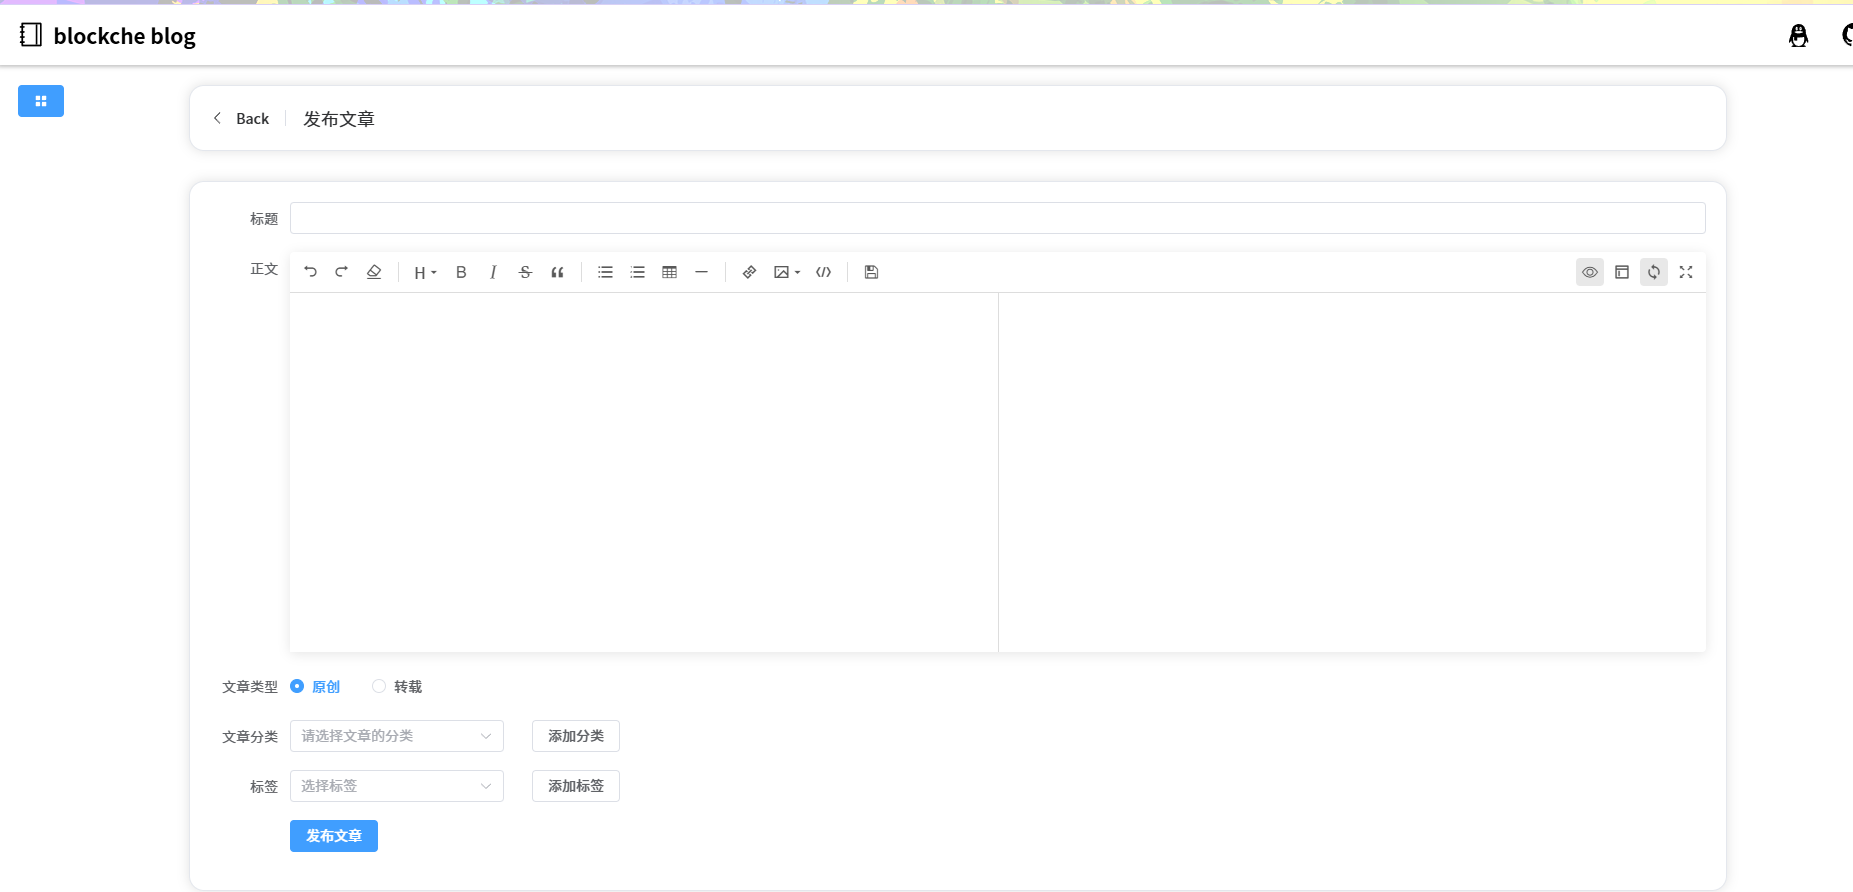 blockche blog
Back
发布文章
标题
正文
H
B
I
S
文章类型
原创
转载
文章分类
请选择文章的分类
添加分类
标签
选择标签
添加标签
发布文章